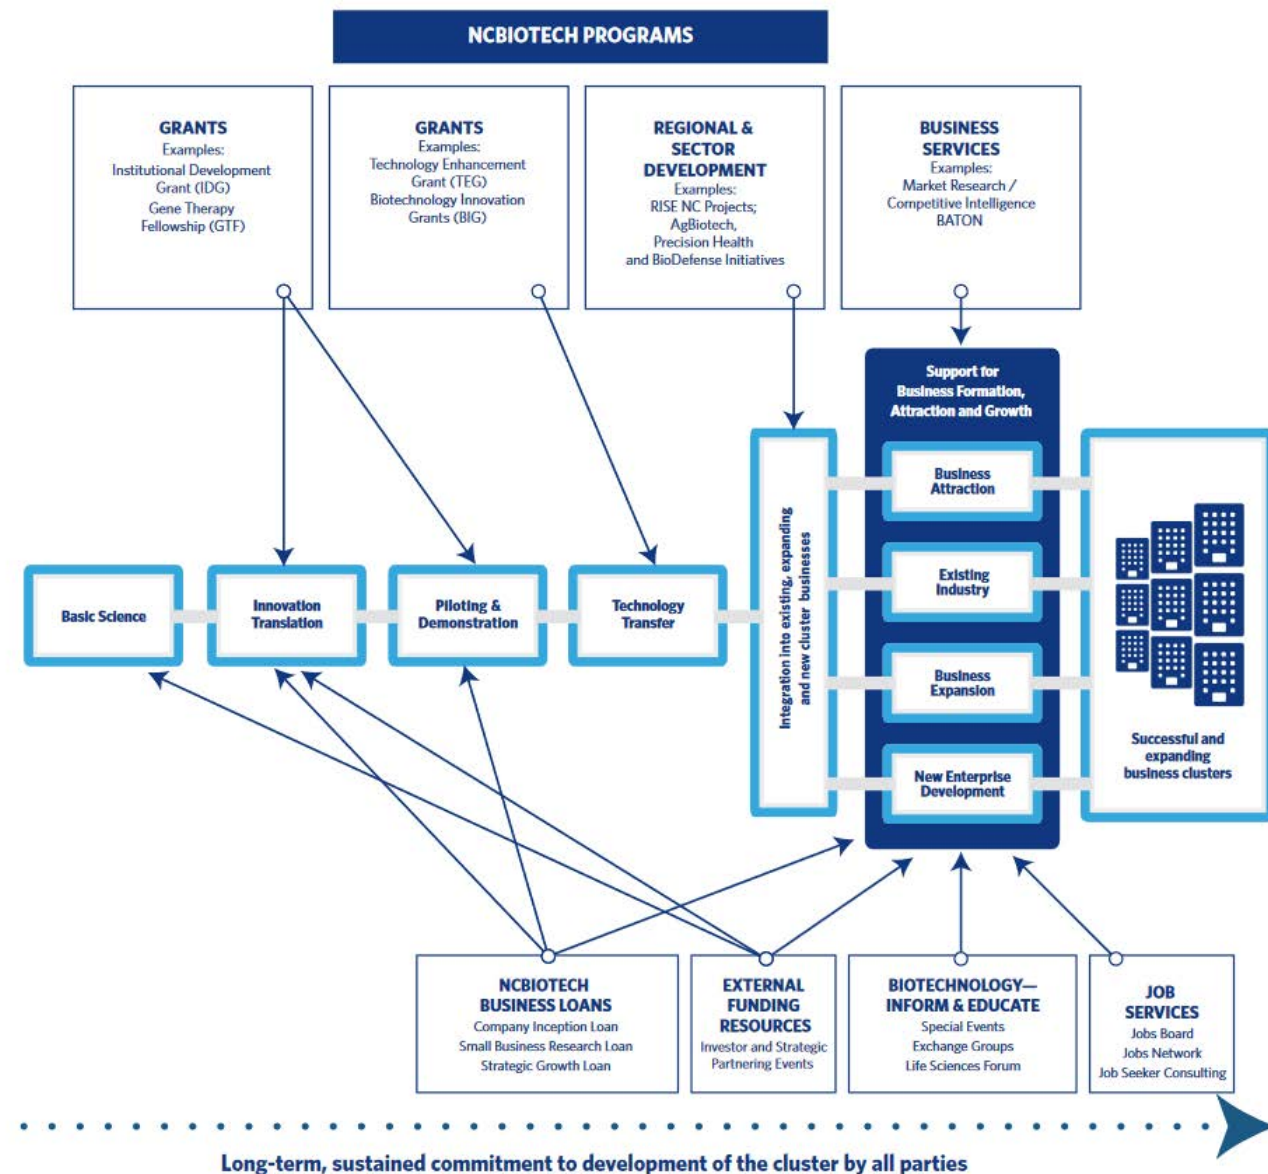 NCBIOTECH PROGRAMS
GRANTS
Examples:
Institutional Development
Grant (IDG)
Gene Therapy
Fellowship (GTF)
GRANTS
Examples:
Technology Enhancement
Grant (TEG)
Biotechnology Innovation
Grants (BIG)
REGIONAL &
SECTOR
DEVELOPMENT
Examples:
RISE NC Projects;
AgBiotech,
Precision Health
and BioDefense Initiatives
BUSINESS
SERVICES
Examples:
Market Research /
Competitive Intelligence
BATON
Support for
Business Formation,
Attraction and Growth
Basic Science
Innovation
Translation
Piloting &
Demonstration
Technology
Transfer
Integration into existing, expanding
and new cluster businesses
Business
Attraction
Existing
Industry
Business
Expansion
New Enterprise
Development
Successful and
expanding
business clusters
NCBIOTECH
BUSINESS LOANS
Company Inception Loan
Small Business Research Loan
Strategic Growth Loan
EXTERNAL
FUNDING
RESOURCES
Investor and Strategic
Partnering Events
BIOTECHNOLOGY—
INFORM & EDUCATE
Special Events
Exchange Groups
Life Sciences Forum
JOB
SERVICES
Jobs Board
Jobs Network
Job Seeker Consulting
Long-term, sustained commitment to development of the cluster by all parties